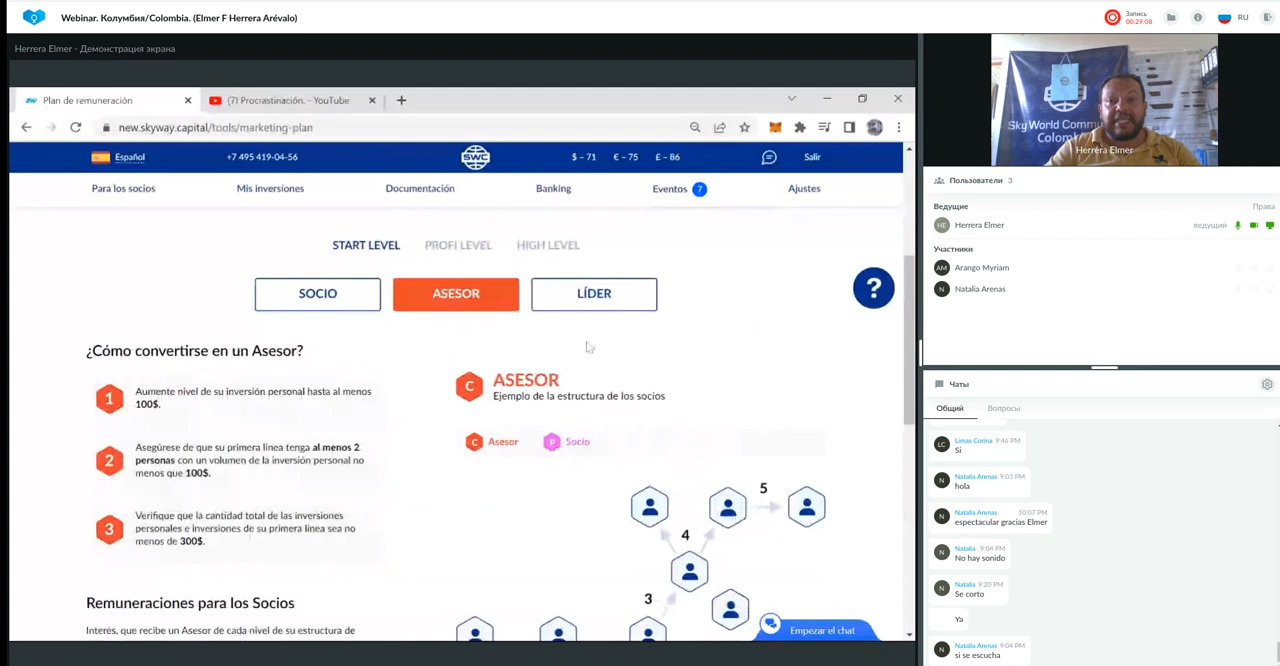 Webinar. Колумбия/Colombia. (Elmer F Herrera Arévalo)
Запись
00:29:08
RU
Herrera Elmer - Демонстрация экрана
Plan de remuneración
(7) Procrastinación. - YouTube
new.skyway.capital/tools/marketing-plan
Español
+7 495 419-04-56
SWC
$ - 71
€ - 75
£ - 86
Salir
Para los socios
Mis inversiones
Documentación
Banking
Eventos
7
Ajustes
START LEVEL
PROFI LEVEL
HIGH LEVEL
SOCIO
ASESOR
LÍDER
?
¿Cómo convertirse en un Asesor?
1
Aumente nivel de su inversión personal hasta al menos
100$.
2
Asegúrese de que su primera línea tenga al menos 2
personas con un volumen de la inversión personal no
menos que 100$.
3
Verifique que la cantidad total de las inversiones
personales e inversiones de su primera línea sea no
menos de 300$.
Remuneraciones para los Socios
Interés, que recibe un Asesor de cada nivel de su estructura de
C
ASESOR
Ejemplo de la estructura de los socios
C
Asesor
P
Socio
5
4
3
Empezar el chat
Sky World Commu
Colom
Herrera Elmer
Пользователи 3
Ведущие
Права
HE
Herrera Elmer
ведущий
Участники
AM
Arango Myriam
N
Natalia Arenas
Чаты
Общий
Вопросы
LC
Limas Corina 9:46 PM
Si
N
Natalia Arenas 9:03 PM
hola
N
Natalia Arenas 10:07 PM
espectacular gracias Elmer
N
Natalia 9:04 PM
No hay sonido
N
Natalia 9:20 PM
Se corto
Ya
N
Natalia Arenas 9:04 PM
si se escucha